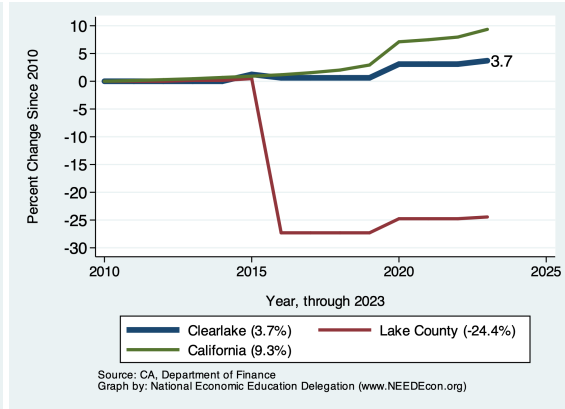 Percent Change Since 2010
10
5
0
-5
-10
-15
-20
-25
-30
3.7
2010 2015 2020 2025
Year, through 2023
Clearlake (3.7%) Lake County (-24.4%)
California (9.3%)
Source: CA, Department of Finance
Graph by: National Economic Education Delegation (www.NEEDEcon.org)